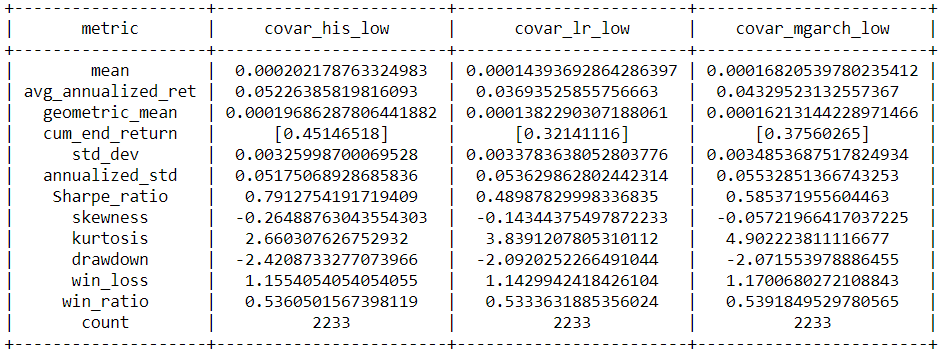 +--------------------+-----------------------+------------------------+------------------------+
| metric | covar_his_low | covar_lr_low | covar_mgarch_low |
+--------------------+-----------------------+------------------------+------------------------+
| mean | 0.000202178763324983 | 0.00014393692864286397 | 0.00016820539780235412 |
| avg_annualized_ret | 0.05226385819816093 | 0.03693525855756663 | 0.04329523132557367 |
| geometric_mean | 0.00019686287806441882 | 0.0001382290307188061 | 0.00016213144228971466 |
| cum_end_return | [0.45146518] | [0.32141116] | [0.37560265] |
| std_dev | 0.00325998700069528 | 0.0033783638052803776 | 0.0034853687517824934 |
| annualized_std | 0.05175068928685836 | 0.053629862802442314 | 0.05532851366743253 |
| Sharpe_ratio | 0.7912754191719409 | 0.48987829998336835 | 0.585371955604463 |
| skewness | -0.26488763043554303 | -0.14344375497872233 | -0.05721966417037225 |
| kurtosis | 2.660307626752932 | 3.8391207805310112 | 4.902223811116677 |
| drawdown | -2.4208733277073966 | -2.0920252266491044 | -2.071553978886455 |
| win_loss | 1.1554054054054055 | 1.1429942418426104 | 1.1700680272108843 |
| win_ratio | 0.5360501567398119 | 0.5333631885356024 | 0.5391849529780565 |
| count | 2233 | 2233 | 2233 |
+--------------------+-----------------------+------------------------+------------------------+